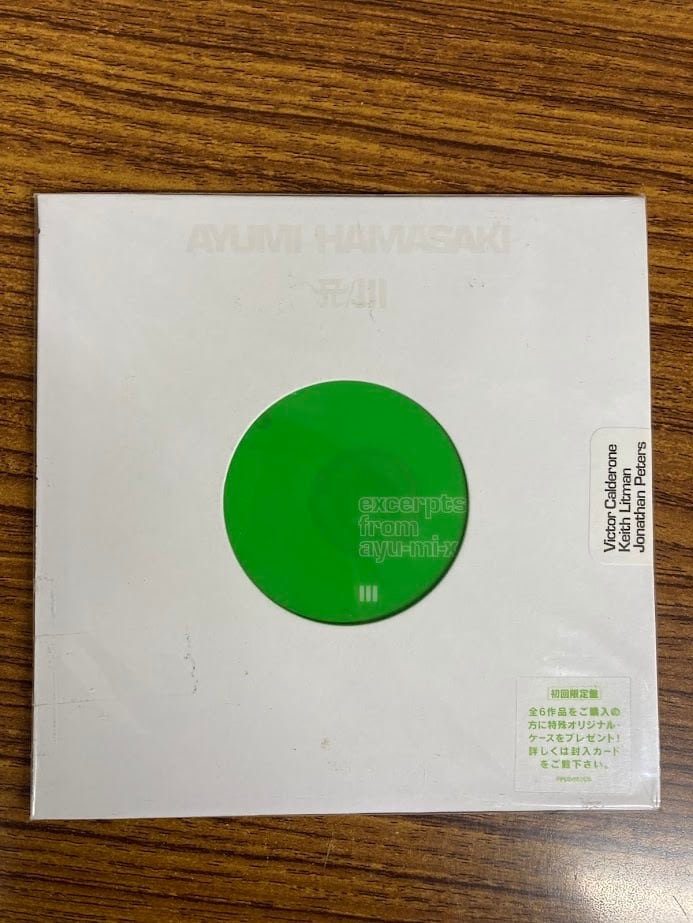 AYUMI HAMASAKI
excerpts
from
ayu-mi-x
III
Victor Calderone
Keith Litman
Jonathan Peters
初回限定盤
全6作品をご購入の
方に特殊オリジナル・
ケースをプレゼント!
詳しくは封入カード
をご覧下さい。